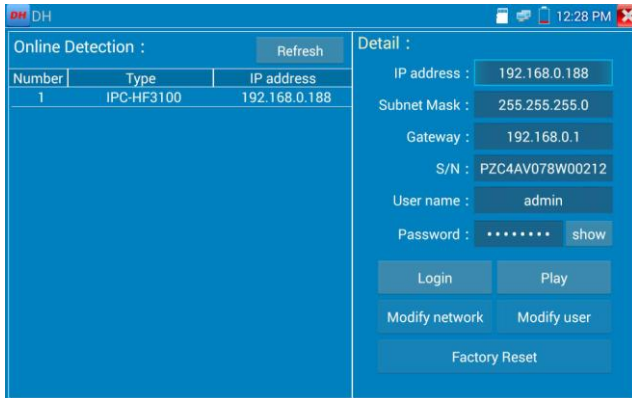 DH DH 12:28 PM
Online Detection : Refresh
Number Type IP address
1 IPC-HF3100 192.168.0.188
Detail :
IP address : 192.168.0.188
Subnet Mask : 255.255.255.0
Gateway : 192.168.0.1
S/N : PZC4AV078W00212
User name : admin
Password : •••••••• show
Login Play
Modify network Modify user
Factory Reset